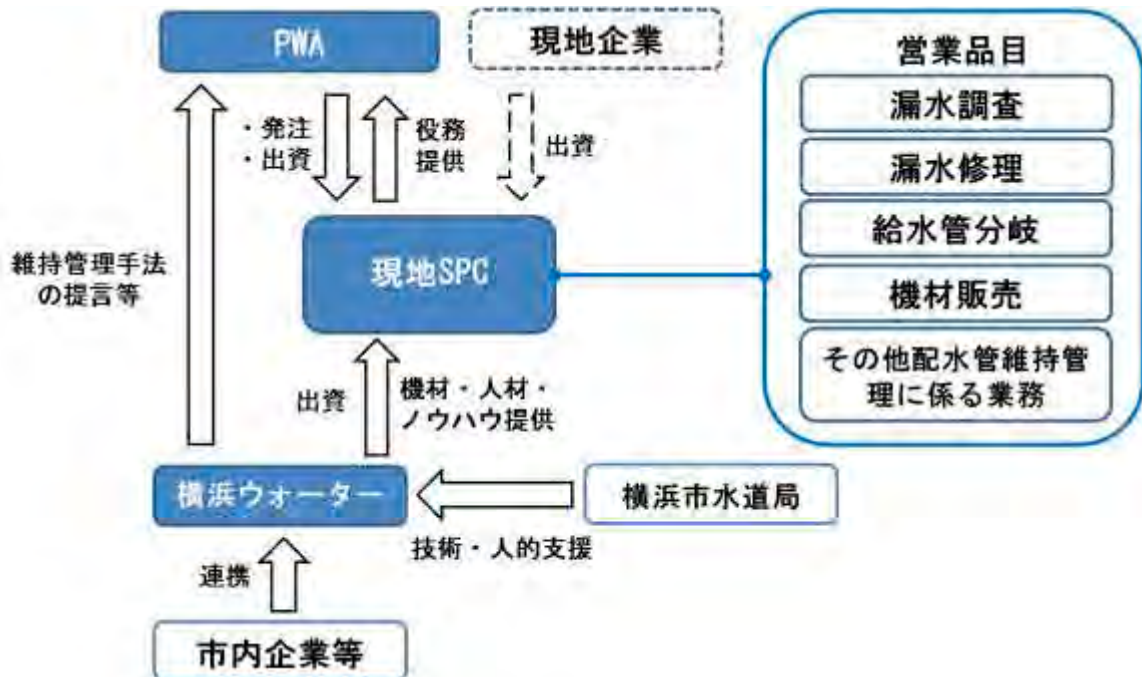 PWA
現地企業
・発注
・出資
役務
提供
出資
現地SPC
維持管理手法
の提言等
出資
機材・人材・
ノウハウ提供
横浜ウォーター
横浜市水道局
技術・人的支援
連携
市内企業等
営業品目
漏水調査
漏水修理
給水管分岐
機材販売
その他配水管維持管
理に係る業務